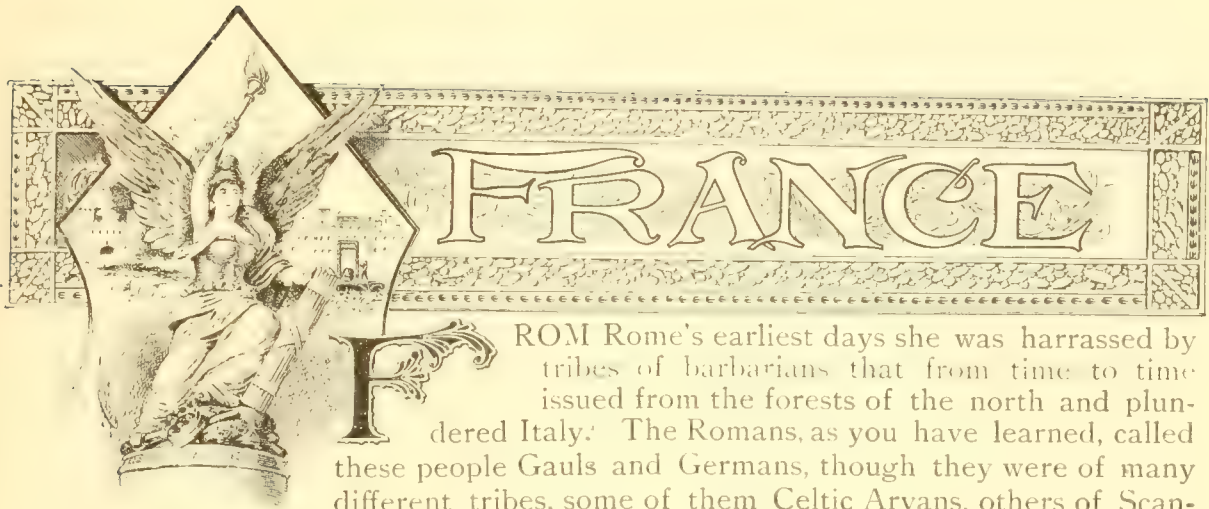 FRANCE
FROM Rome's earliest days she was harrassed by
tribes of barbarians that from time to time
issued from the forests of the north and plun-
dered Italy. The Romans, as you have learned, called
these people Gauls and Germans, though they were of many
different tribes, some of them Celtic Aryans, others of Scan-